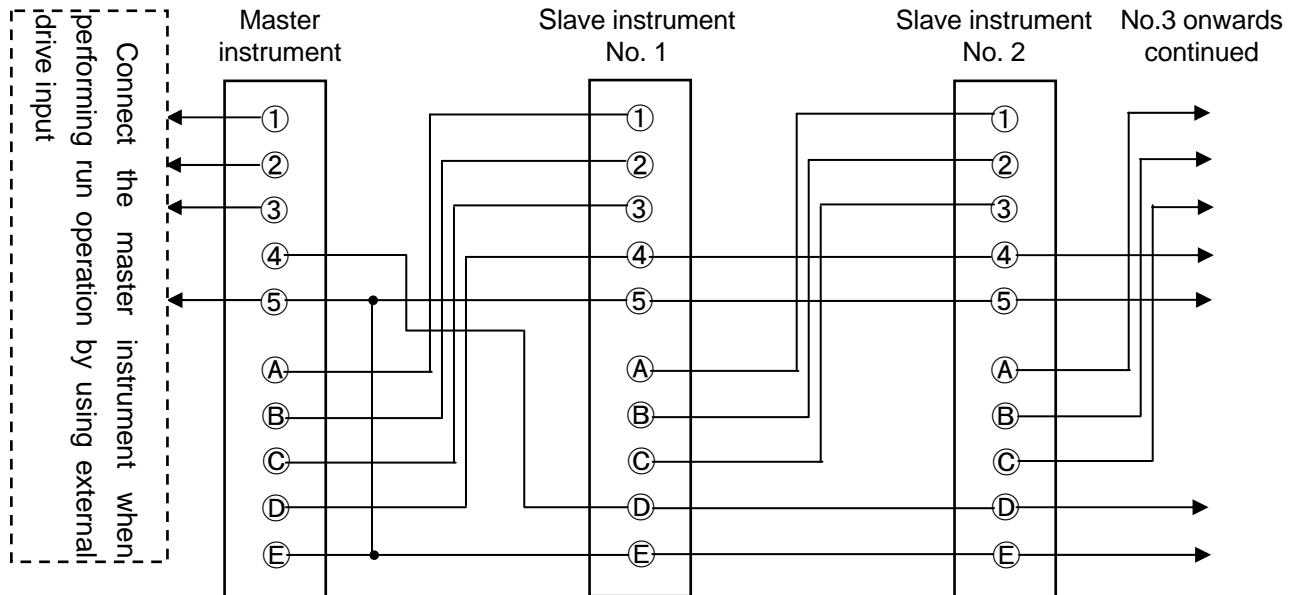 Connect the master instrument when
performing run operation by using external
drive input
Master
instrument
Slave instrument
No. 1
Slave instrument
No. 2
No.3 onwards
continued
①
②
③
④
⑤
Ⓐ
Ⓑ
Ⓒ
Ⓓ
Ⓔ
①
②
③
④
⑤
Ⓐ
Ⓑ
Ⓒ
Ⓓ
Ⓔ
①
②
③
④
⑤
Ⓐ
Ⓑ
Ⓒ
Ⓓ
Ⓔ